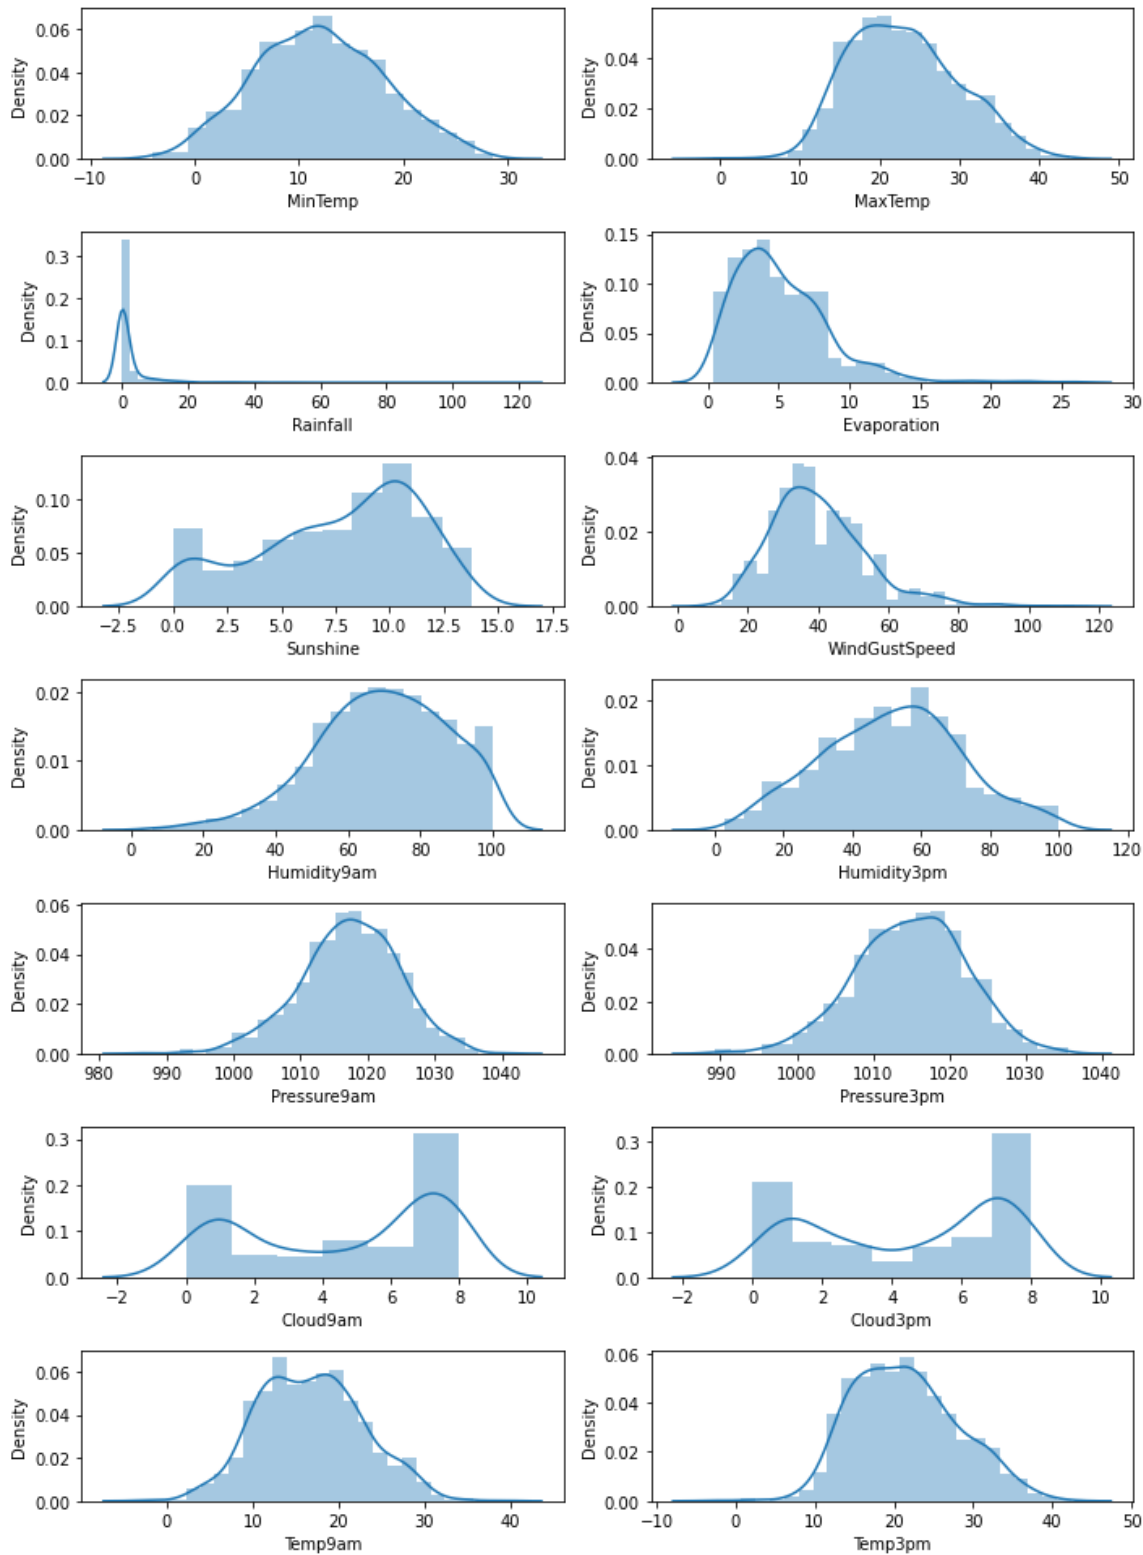 Density
0.06
0.04
0.02
0.00
−10 0 10 20 30
MinTemp
Density
0.04
0.02
0.00
0 10 20 30 40 50
MaxTemp
Density
0.3
0.2
0.1
0.0
0 20 40 60 80 100 120
Rainfall
Density
0.15
0.10
0.05
0.00
0 5 10 15 20 25 30
Evaporation
Density
0.10
0.05
0.00
−2.5 0.0 2.5 5.0 7.5 10.0 12.5 15.0 17.5
Sunshine
Density
0.04
0.02
0.00
0 20 40 60 80 100 120
WindGustSpeed
Density
0.02
0.01
0.00
0 20 40 60 80 100
Humidity9am
Density
0.02
0.01
0.00
0 20 40 60 80 100 120
Humidity3pm
Density
0.06
0.04
0.02
0.00
980 990 1000 1010 1020 1030 1040
Pressure9am
Density
0.04
0.02
0.00
990 1000 1010 1020 1030 1040
Pressure3pm
Density
0.3
0.2
0.1
0.0
−2 0 2 4 6 8 10
Cloud9am
Density
0.3
0.2
0.1
0.0
−2 0 2 4 6 8 10
Cloud3pm
Density
0.06
0.04
0.02
0.00
0 10 20 30 40
Temp9am
Density
0.06
0.04
0.02
0.00
−10 0 10 20 30 40 50
Temp3pm